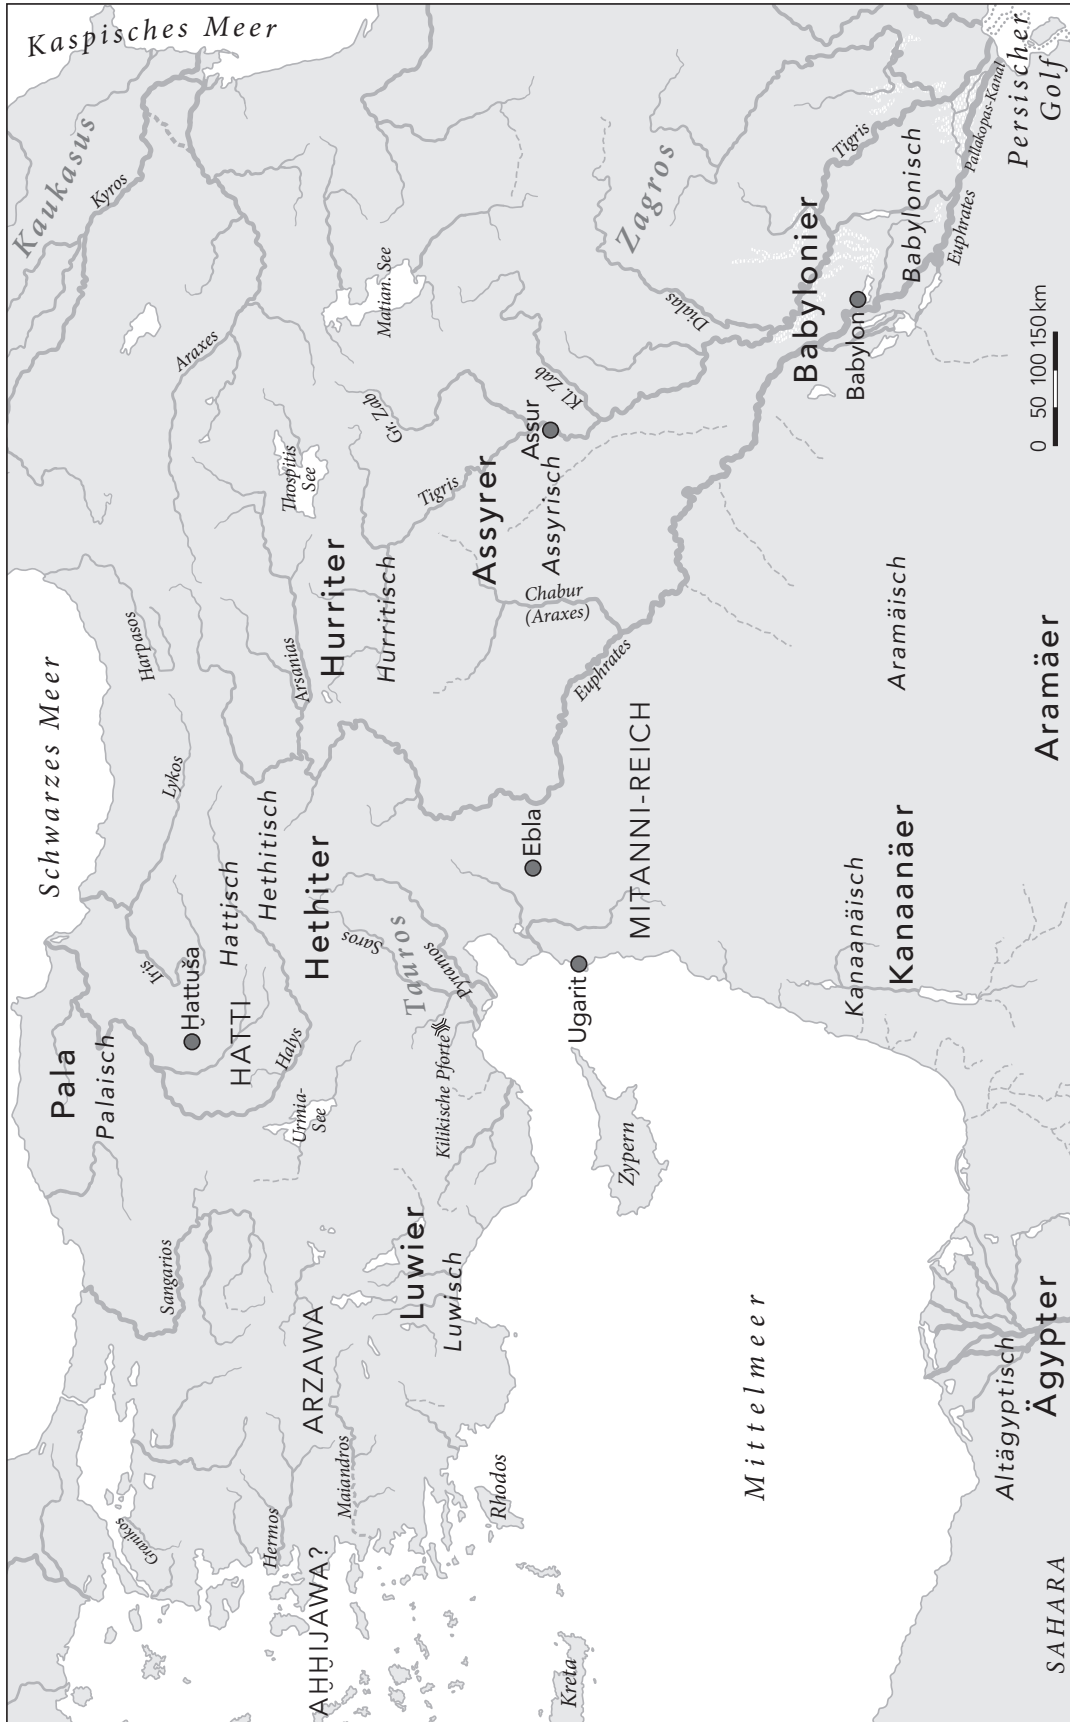 Kaspisches Meer
Kaukasus
Kyros
Araxes
Schwarzes Meer
Harpasos
Lykos
Iris
Pala
Palaisch
Ḫattuša
HATTI
Hattisch
Hethitisch
Hethiter
Halys
Urmia-
See
Sangarios
Granikos
Hermos
Maiandros
ARZAWA
AḪḪIJAWA?
Luwier
Luwisch
Rhodos
Kreta
Kilikische Pforte
Tauros
Saros
Pyramos
Arsanias
Thospitis
See
Hurriter
Hurritisch
Matian. See
Gr. Zab
Kl. Zab
Tigris
Assyrer
Assur
Assyrisch
Chabur
(Araxes)
Euphrates
Ebla
Ugarit
MITANNI-REICH
Zypern
Mittelmeer
Zagros
Dialas
Tigris
Babylonier
Babylon
Babylonisch
Euphrates
Pallakopas-Kanal
Persischer
Golf
Aramäisch
Aramäer
Kanaanäisch
Kanaanäer
Altägyptisch
Ägypter
SAHARA
0 50 100 150 km